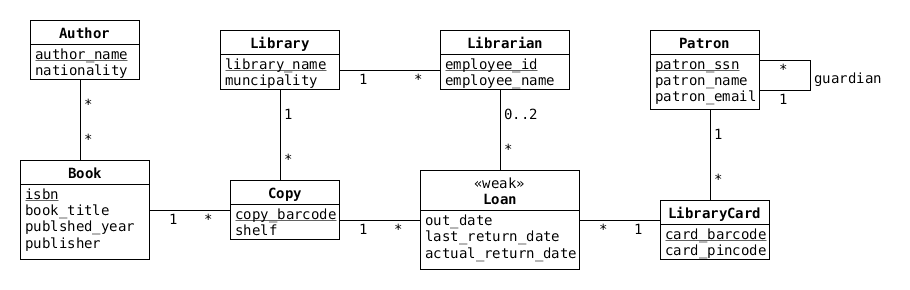 Author
author_name
nationality
Library
library_name
muncipality
Librarian
employee_id
employee_name
Patron
patron_ssn
patron_name
patron_email
*
1
guardian
1
*
*
*
1
*
0..2
*
1
*
Book
isbn
book_title
publshed_year
publisher
1
*
Copy
copy_barcode
shelf
1
*
«weak»
Loan
out_date
last_return_date
actual_return_date
*
1
LibraryCard
card_barcode
card_pincode